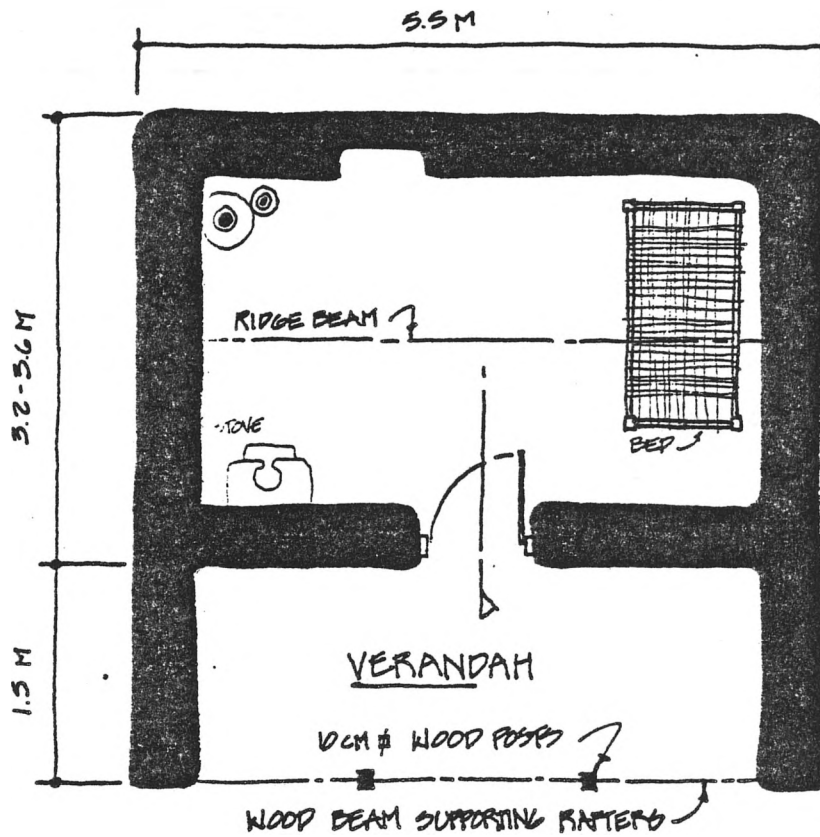 5.5 M
3.2-3.6 M
RIDGE BEAM
BED
1.5 M
VERANDAH
10 CM WOOD POSTS
WOOD BEAM SUPPORTING RAFTERS